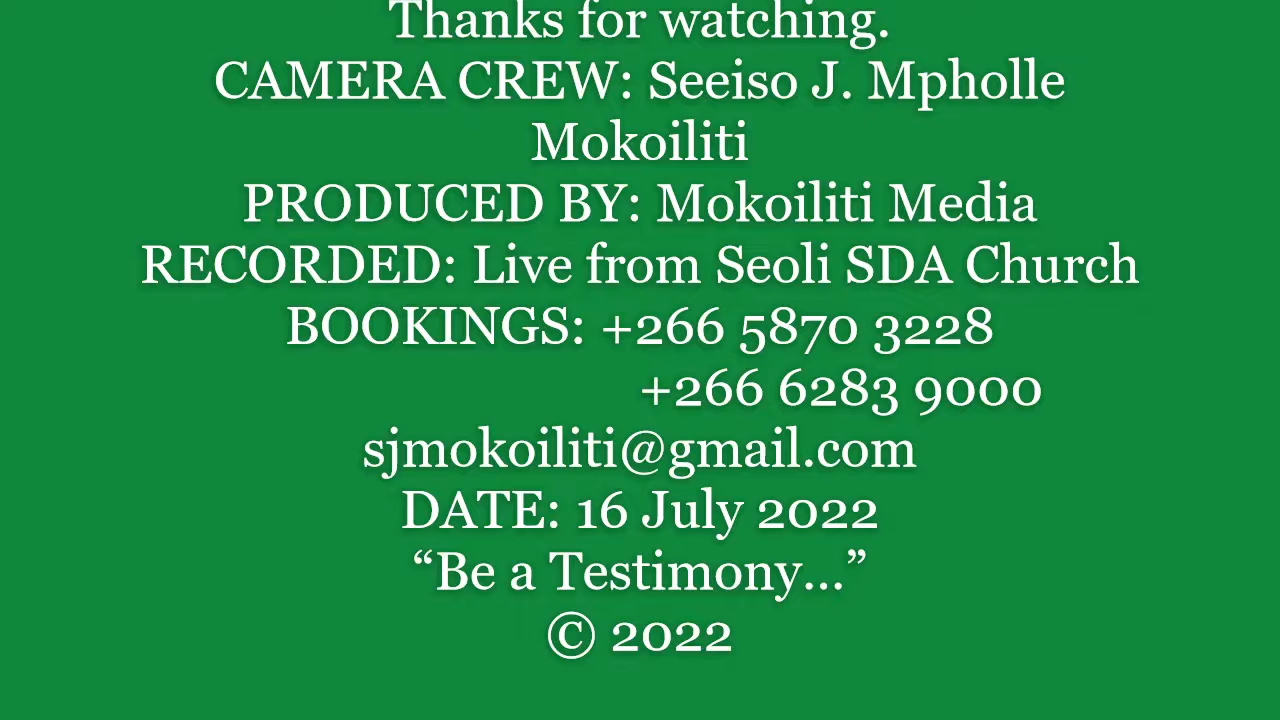 Thanks for watching.
CAMERA CREW: Seeiso J. Mpholle
Mokoiliti
PRODUCED BY: Mokoiliti Media
RECORDED: Live from Seoli SDA Church
BOOKINGS: +266 5870 3228
+266 6283 9000
sjmokoiliti@gmail.com
DATE: 16 July 2022
“Be a Testimony...”
© 2022